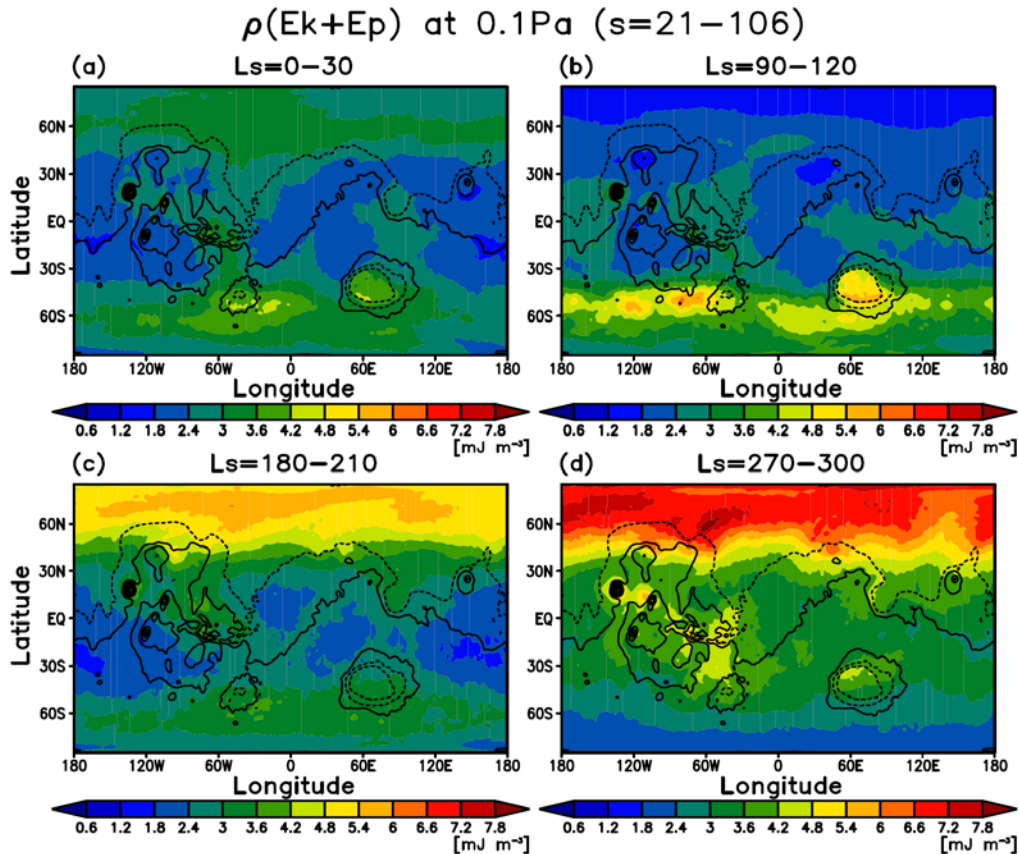 ρ(Ek+Ep) at 0.1Pa (s=21−106)
(a) Ls=0−30
(b) Ls=90−120
Latitude
60N
30N
EQ
30S
60S
180 120W 60W 0 60E 120E 180
Longitude
0.6 1.2 1.8 2.4 3 3.6 4.2 4.8 5.4 6 6.6 7.2 7.8
[mJ m⁻³]
Latitude
60N
30N
EQ
30S
60S
180 120W 60W 0 60E 120E 180
Longitude
0.6 1.2 1.8 2.4 3 3.6 4.2 4.8 5.4 6 6.6 7.2 7.8
[mJ m⁻³]
(c) Ls=180−210
(d) Ls=270−300
Latitude
60N
30N
EQ
30S
60S
180 120W 60W 0 60E 120E 180
Longitude
0.6 1.2 1.8 2.4 3 3.6 4.2 4.8 5.4 6 6.6 7.2 7.8
[mJ m⁻³]
Latitude
60N
30N
EQ
30S
60S
180 120W 60W 0 60E 120E 180
Longitude
0.6 1.2 1.8 2.4 3 3.6 4.2 4.8 5.4 6 6.6 7.2 7.8
[mJ m⁻³]